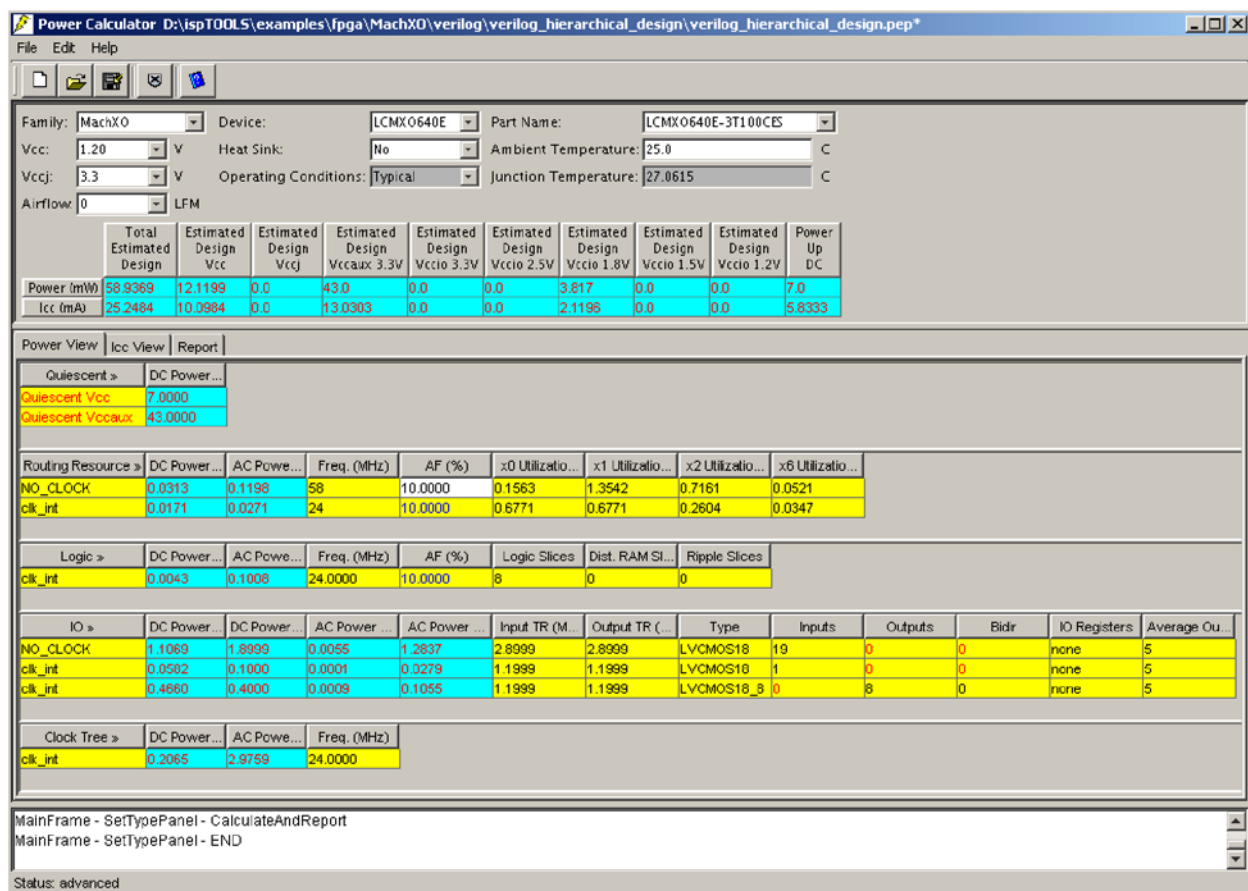 Power Calculator D:\ispTOOLS\examples\fpga\MachXO\verilog\verilog_hierarchical_design\verilog_hierarchical_design.pep*
File Edit Help
Family: MachXO Device: LCMXO640E Part Name: LCMXO640E-3T100CES
Vcc: 1.20 V Heat Sink: No Ambient Temperature: 25.0 C
Vccj: 3.3 V Operating Conditions: Typical Junction Temperature: 27.0615 C
Airflow: 0 LFM
Total Estimated Design Estimated Design Vcc Estimated Design Vccj Estimated Design Vccaux 3.3V Estimated Design Vccio 3.3V Estimated Design Vccio 2.5V Estimated Design Vccio 1.8V Estimated Design Vccio 1.5V Estimated Design Vccio 1.2V Power Up DC
Power (mW) 58.9369 12.1199 0.0 43.0 0.0 0.0 3.817 0.0 0.0 7.0
Icc (mA) 25.2484 10.0984 0.0 13.0303 0.0 0.0 2.1196 0.0 0.0 5.8333
Power View Icc View Report
Quiescent » DC Power...
Quiescent Vcc 7.0000
Quiescent Vccaux 43.0000
Routing Resource » DC Power... AC Powe... Freq. (MHz) AF (%) x0 Utilizatio... x1 Utilizatio... x2 Utilizatio... x6 Utilizatio...
NO_CLOCK 0.0313 0.1198 58 10.0000 0.1563 1.3542 0.7161 0.0521
clk_int 0.0171 0.0271 24 10.0000 0.6771 0.6771 0.2604 0.0347
Logic » DC Power... AC Powe... Freq. (MHz) AF (%) Logic Slices Dist. RAM Sl... Ripple Slices
clk_int 0.0043 0.1008 24.0000 10.0000 8 0 0
IO » DC Power... DC Power... AC Power ... AC Power ... Input TR (M... Output TR (... Type Inputs Outputs Bidir IO Registers Average Ou...
NO_CLOCK 1.1069 1.8999 0.0055 1.2837 2.8999 2.8999 LVCMOS18 19 0 0 none 5
clk_int 0.0582 0.1000 0.0001 0.0279 1.1999 1.1999 LVCMOS18 1 0 0 none 5
clk_int 0.4660 0.4000 0.0009 0.1055 1.1999 1.1999 LVCMOS18_8 0 8 0 none 5
Clock Tree » DC Power... AC Powe... Freq. (MHz)
clk_int 0.2065 2.9759 24.0000
MainFrame - SetTypePanel - CalculateAndReport
MainFrame - SetTypePanel - END
Status: advanced